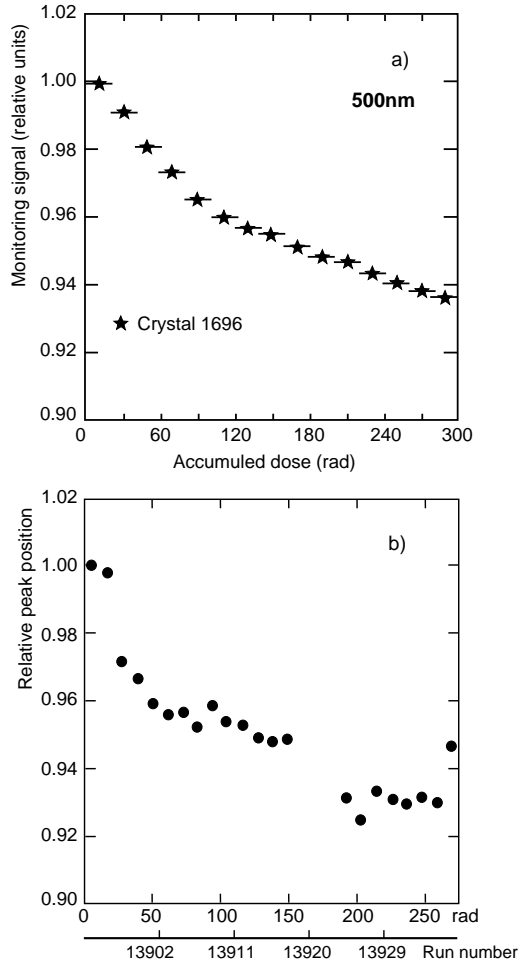 1.02
a)
1.00
500nm
0.98
0.96
0.94
Crystal 1696
0.92
0.90
Monitoring signal (relative units)
0 60 120 180 240 300
Accumuled dose (rad)
1.02
b)
1.00
0.98
0.96
0.94
0.92
0.90
Relative peak position
0 50 100 150 200 250 rad
13902 13911 13920 13929 Run number